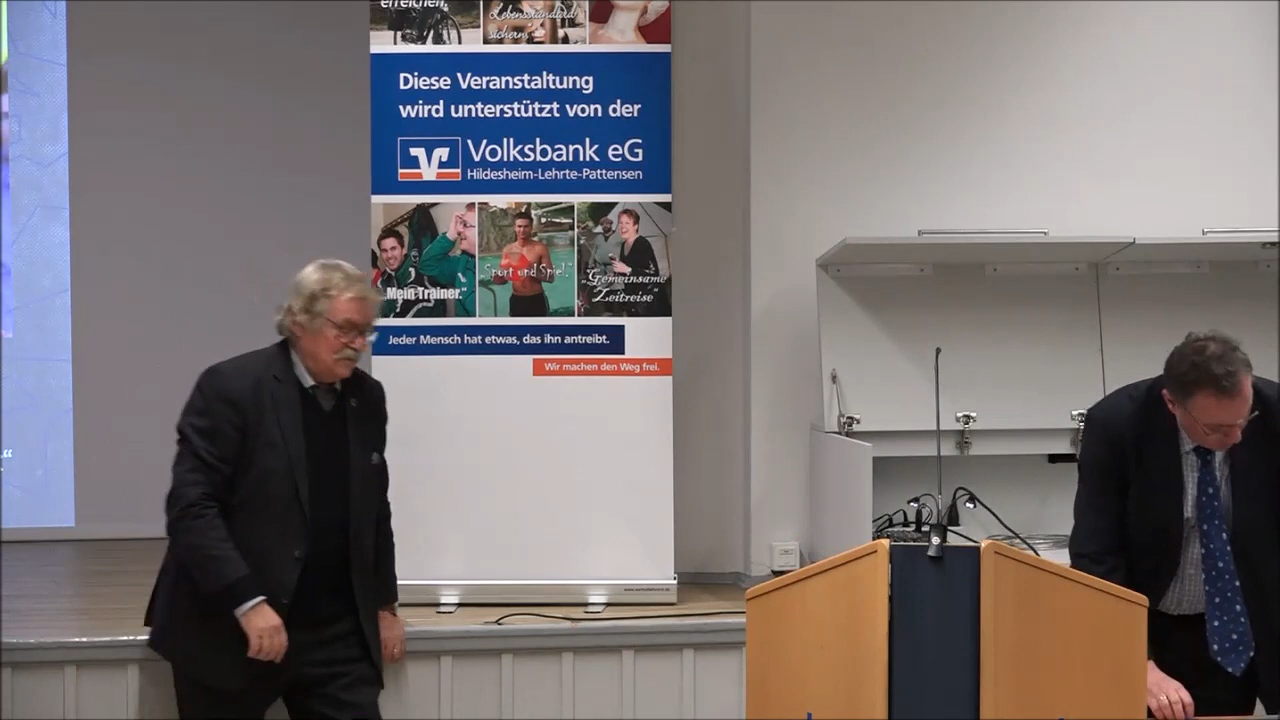 erreichen.
Lebensstandard
sichern
Diese Veranstaltung
wird unterstützt von der
Volksbank eG
Hildesheim-Lehrte-Pattensen
„Mein Trainer.“
„Sport und Spiel.“
„Gemeinsame
Zeitreise“
Jeder Mensch hat etwas, das ihn antreibt.
Wir machen den Weg frei.